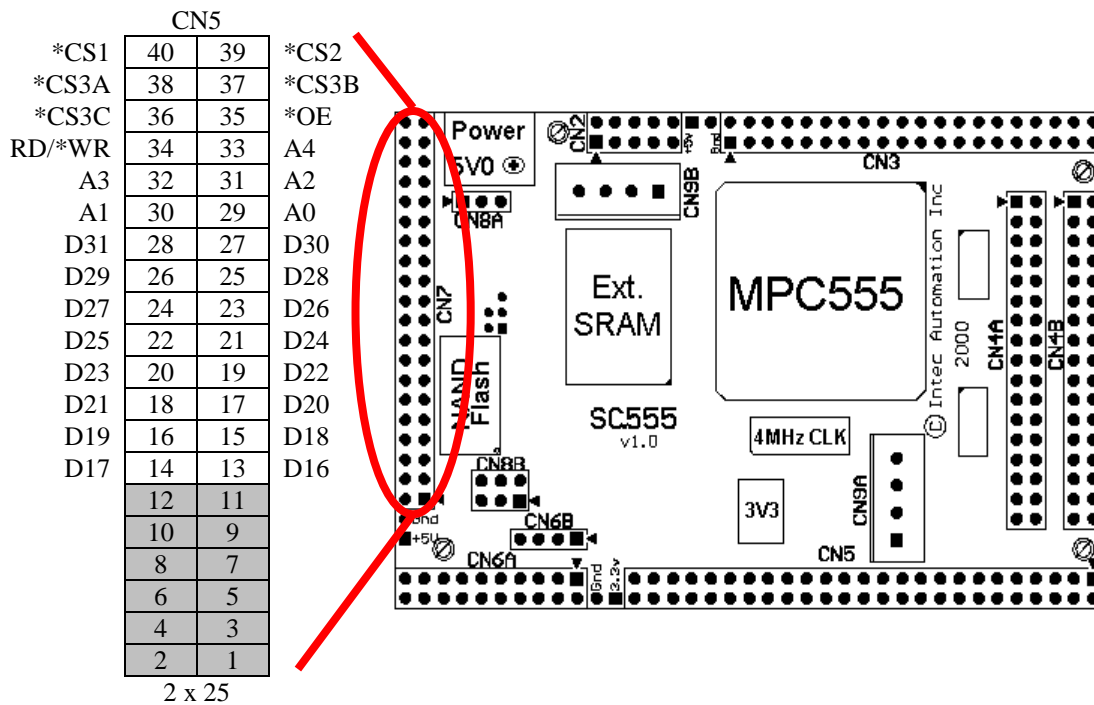 CN5
*CS1 40 39 *CS2
*CS3A 38 37 *CS3B
*CS3C 36 35 *OE
RD/*WR 34 33 A4
A3 32 31 A2
A1 30 29 A0
D31 28 27 D30
D29 26 25 D28
D27 24 23 D26
D25 22 21 D24
D23 20 19 D22
D21 18 17 D20
D19 16 15 D18
D17 14 13 D16
12 11
10 9
8 7
6 5
4 3
2 1
2 x 25
Power
5V0
CN2
+5v
Gnd
CN3
CN9B
CN8A
CN7
Ext.
SRAM
MPC555
© Intec Automation Inc
2000
CN4A
CN4B
NAND
Flash
SC555
v1.0
4MHz CLK
CN8B
3V3
CN9A
Gnd
+5V
CN6B
CN6A
Gnd
3.3v
CN5